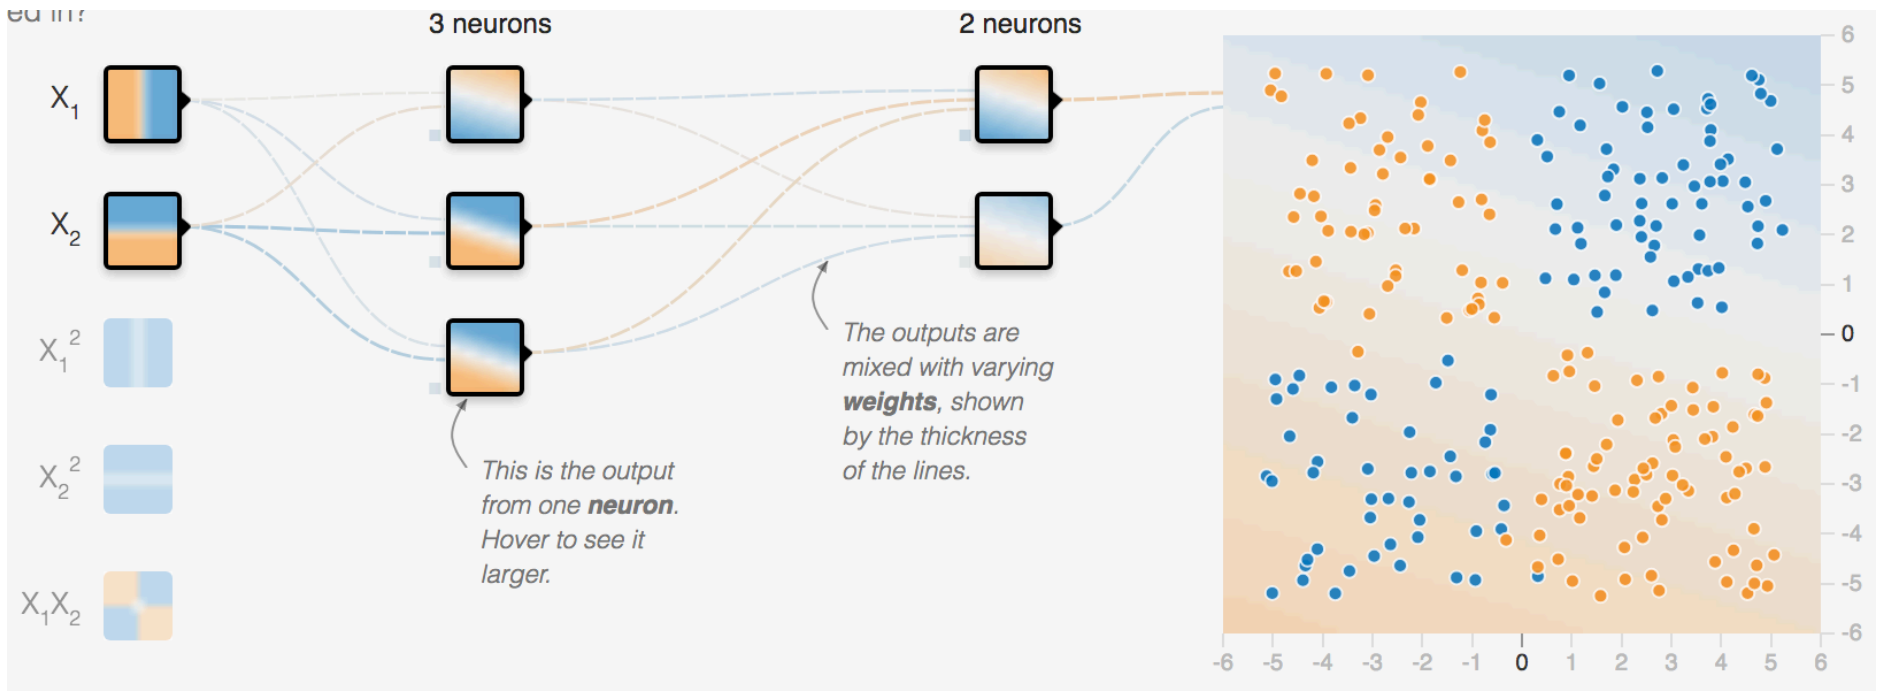 ed in?
3 neurons
2 neurons
X1
X2
X1^2
X2^2
X1X2
This is the output
from one neuron.
Hover to see it
larger.
The outputs are
mixed with varying
weights, shown
by the thickness
of the lines.
6
5
4
3
2
1
0
-1
-2
-3
-4
-5
-6
-6 -5 -4 -3 -2 -1 0 1 2 3 4 5 6